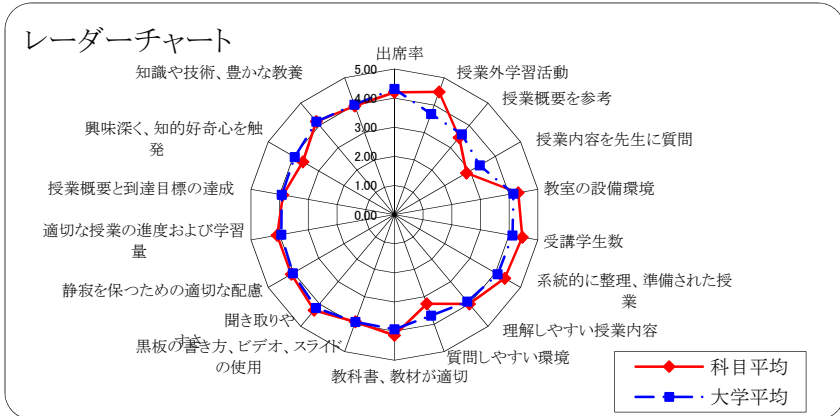 レーダーチャート
出席率
授業外学習活動
授業概要を参考
授業内容を先生に質問
教室の設備環境
受講学生数
系統的に整理、準備された授
業
理解しやすい授業内容
質問しやすい環境
教科書、教材が適切
黒板の書き方、ビデオ、スライド
の使用
聞き取りや
すさ
静寂を保つための適切な配慮
適切な授業の進度および学習
量
授業概要と到達目標の達成
興味深く、知的好奇心を触
発
知識や技術、豊かな教養
5.00
4.00
3.00
2.00
1.00
0.00
科目平均
大学平均